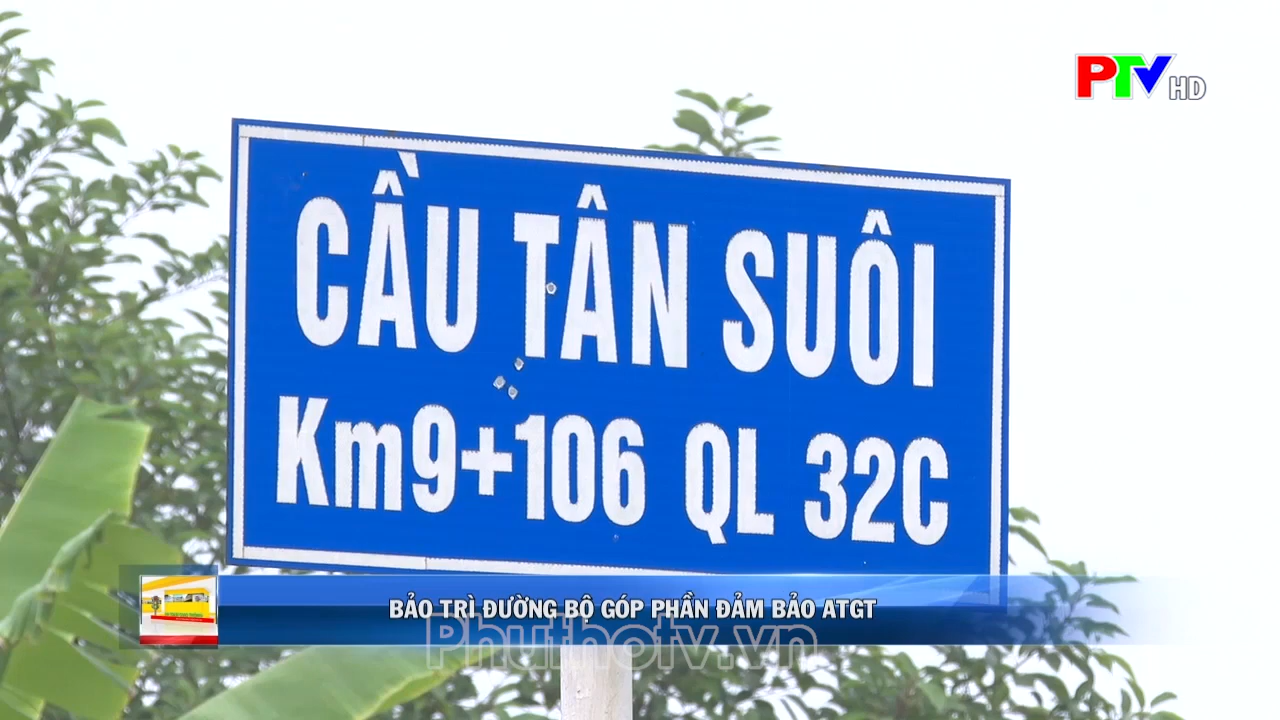 PTV HD
CẦU TÂN SUÔI
Km9+106 QL 32C
BẢO TRÌ ĐƯỜNG BỘ GÓP PHẦN ĐẢM BẢO ATGT
Phuthotv.vn